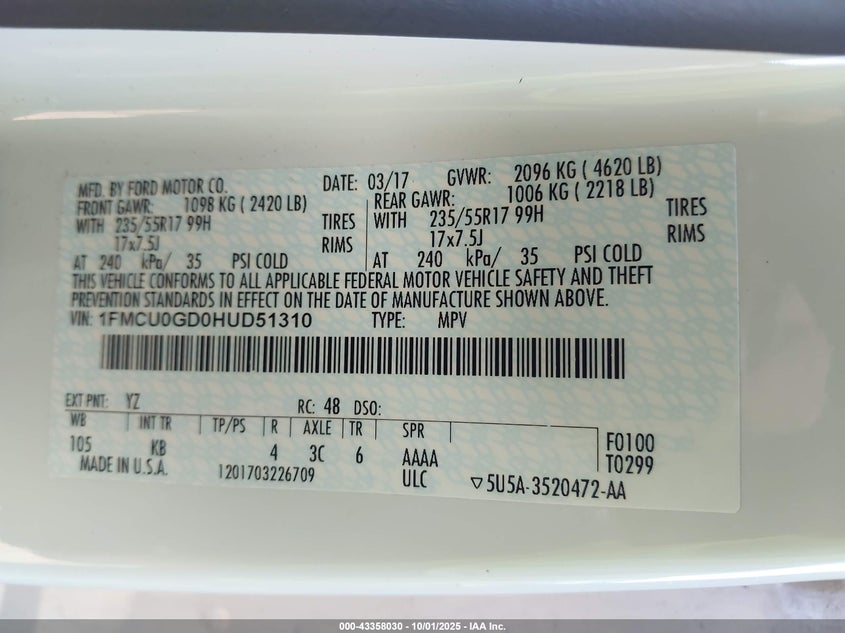 MFD. BY FORD MOTOR CO. DATE: 03/17 GVWR: 2096 KG ( 4620 LB)
FRONT GAWR: 1098 KG ( 2420 LB) REAR GAWR: 1006 KG ( 2218 LB)
WITH 235/55R17 99H TIRES WITH 235/55R17 99H TIRES
17x7.5J RIMS 17x7.5J RIMS
AT 240 kPa/ 35 PSI COLD AT 240 kPa/ 35 PSI COLD
THIS VEHICLE CONFORMS TO ALL APPLICABLE FEDERAL MOTOR VEHICLE SAFETY AND THEFT
PREVENTION STANDARDS IN EFFECT ON THE DATE OF MANUFACTURE SHOWN ABOVE.
VIN: 1FMCU0GD0HUD51310 TYPE: MPV
EXT PNT: YZ RC: 48 DSO:
WB INT TR TP/PS R AXLE TR SPR
105 KB 4 3C 6 AAAA F0100
MADE IN U.S.A. 1201703226709 ULC T0299
▽5U5A-3520472-AA
000-43358030 - 10/01/2025 - IAA Inc.